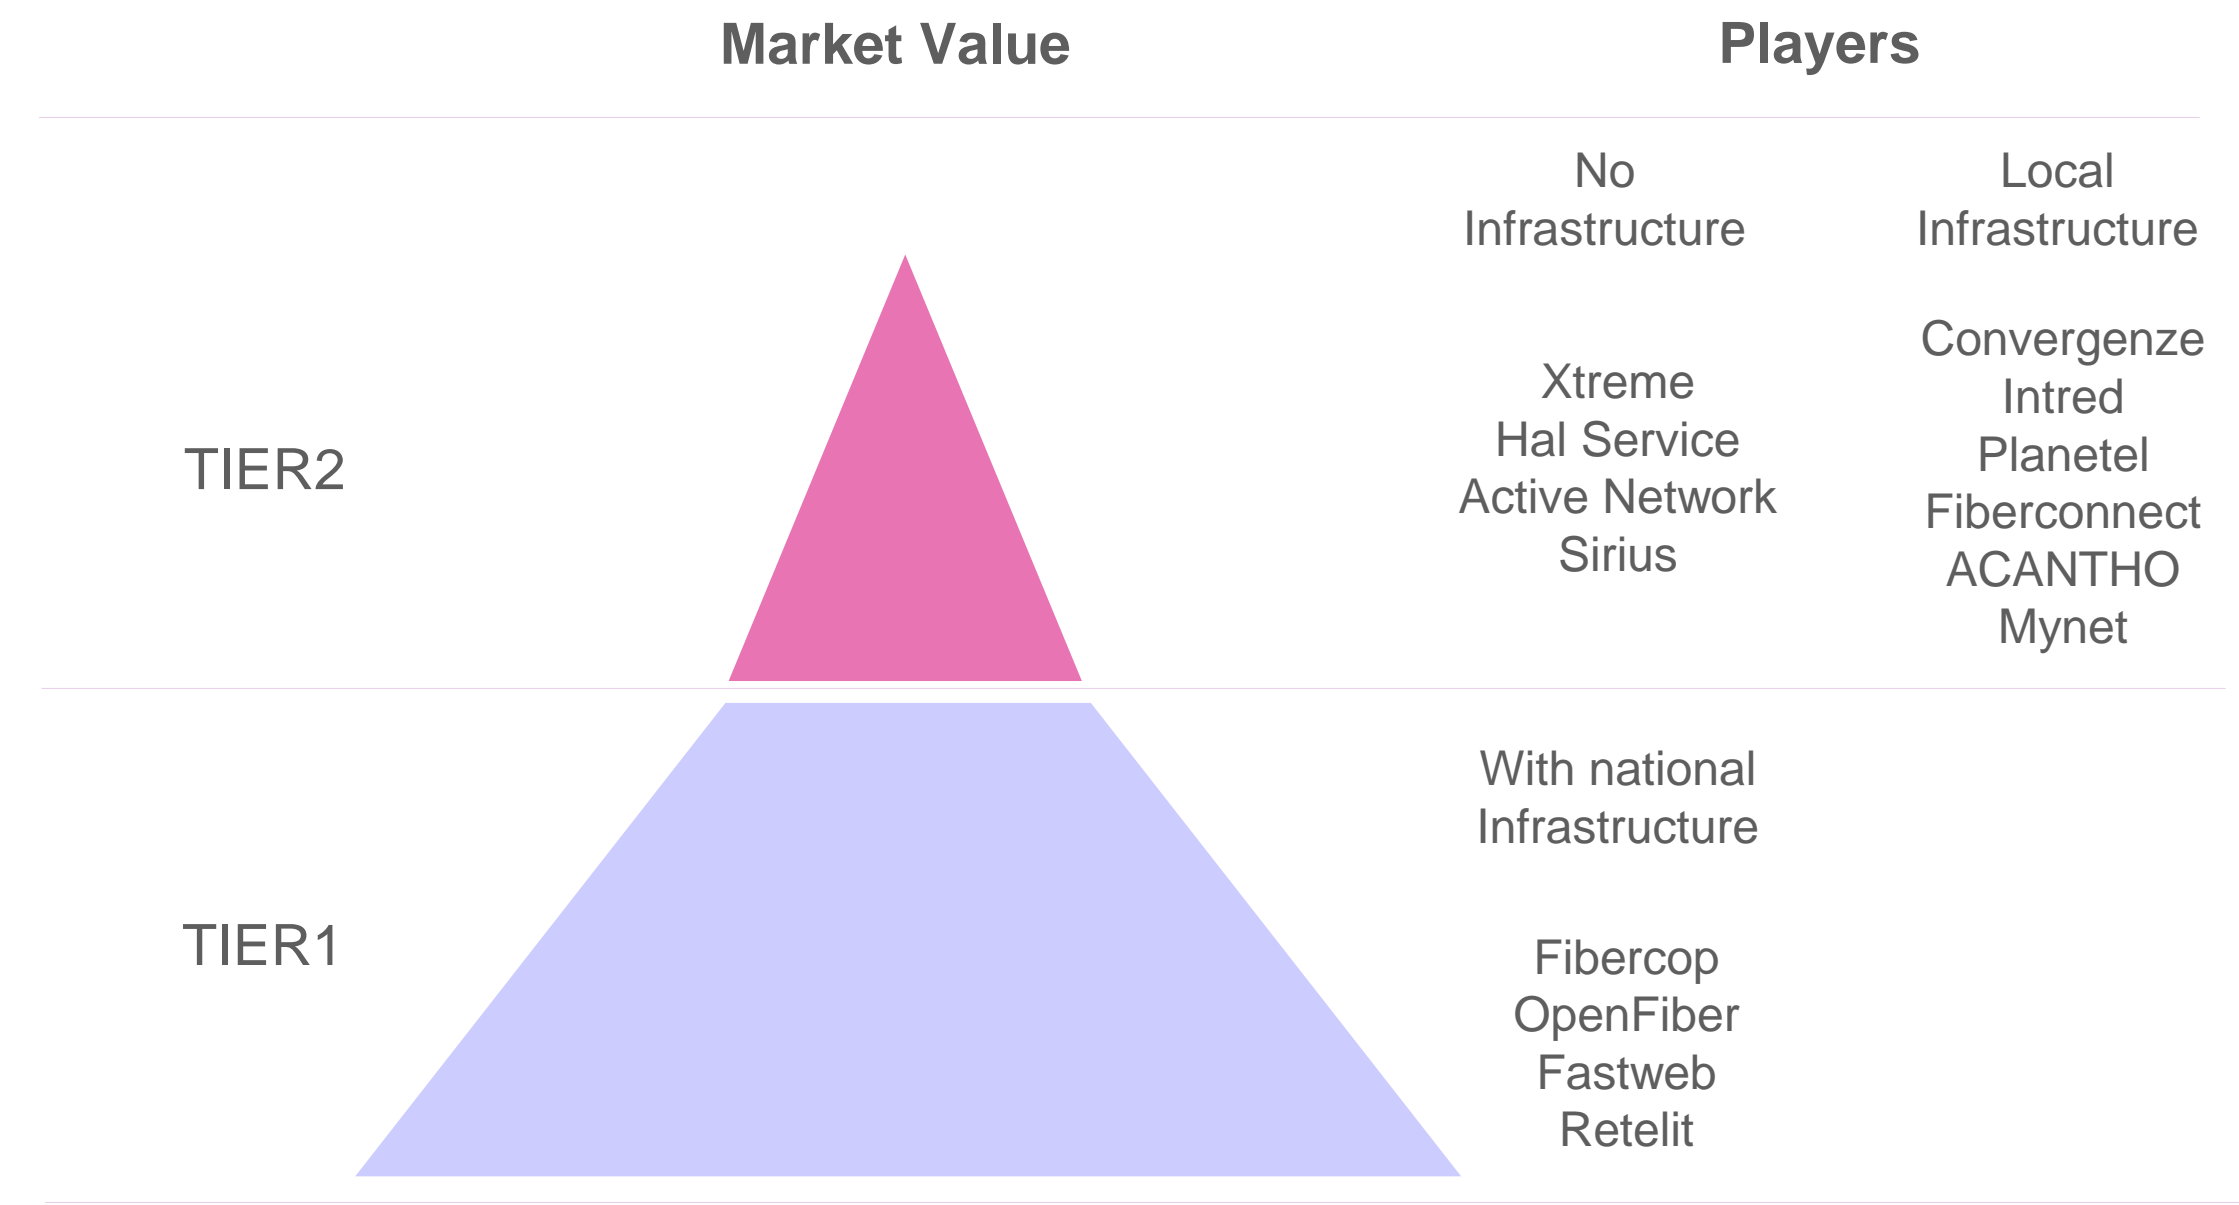 Market Value
Players
No
Infrastructure
Local
Infrastructure
TIER2
Xtreme
Hal Service
Active Network
Sirius
Convergenze
Intred
Planetel
Fiberconnect
ACANTHO
Mynet
TIER1
With national
Infrastructure
Fibercop
OpenFiber
Fastweb
Retelit